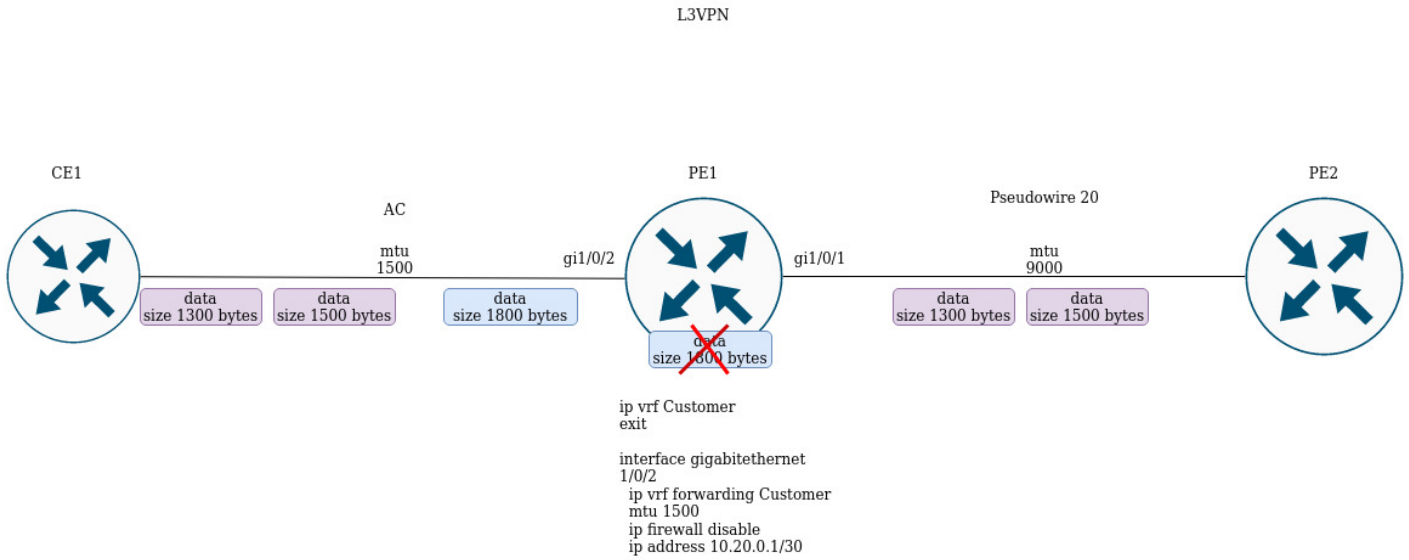 L3VPN
CE1
PE1
PE2
AC
Pseudowire 20
mtu
1500
gi1/0/2
gi1/0/1
mtu
9000
data
size 1300 bytes
data
size 1500 bytes
data
size 1800 bytes
data
size 1300 bytes
data
size 1500 bytes
data
size 1800 bytes
ip vrf Customer
exit
interface gigabitethernet
1/0/2
ip vrf forwarding Customer
mtu 1500
ip firewall disable
ip address 10.20.0.1/30